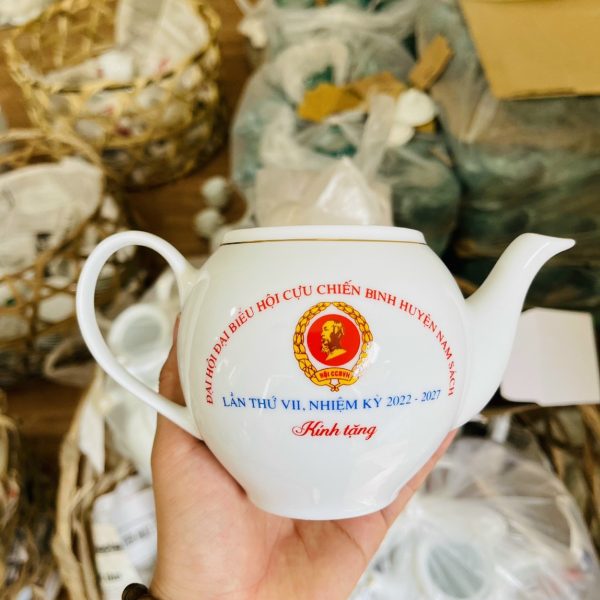 ĐẠI HỘI ĐẠI BIỂU HỘI CỰU CHIẾN BINH HUYỆN NAM SÁCH
HỘI CCBVN
LẦN THỨ VII, NHIỆM KỲ 2022 - 2027
Kính tặng